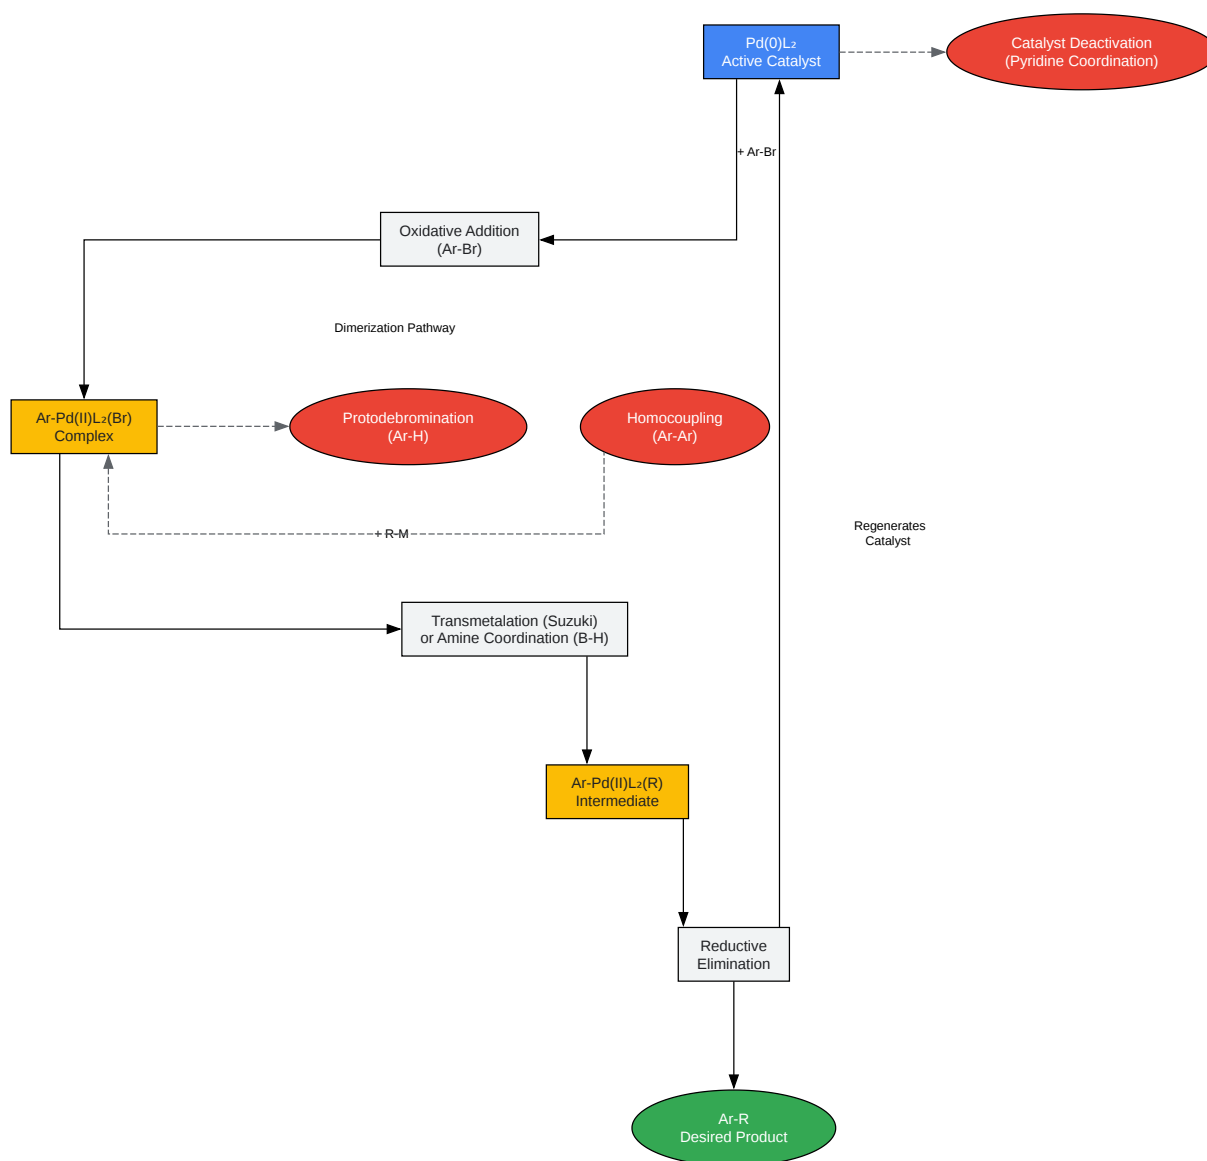 Pd(0)L₂
Active Catalyst
Catalyst Deactivation
(Pyridine Coordination)
+ Ar-Br
Oxidative Addition
(Ar-Br)
Dimerization Pathway
Ar-Pd(II)L₂(Br)
Complex
Protodebromination
(Ar-H)
Homocoupling
(Ar-Ar)
+ R-M
Regenerates
Catalyst
Transmetalation (Suzuki)
or Amine Coordination (B-H)
Ar-Pd(II)L₂(R)
Intermediate
Reductive
Elimination
Ar-R
Desired Product